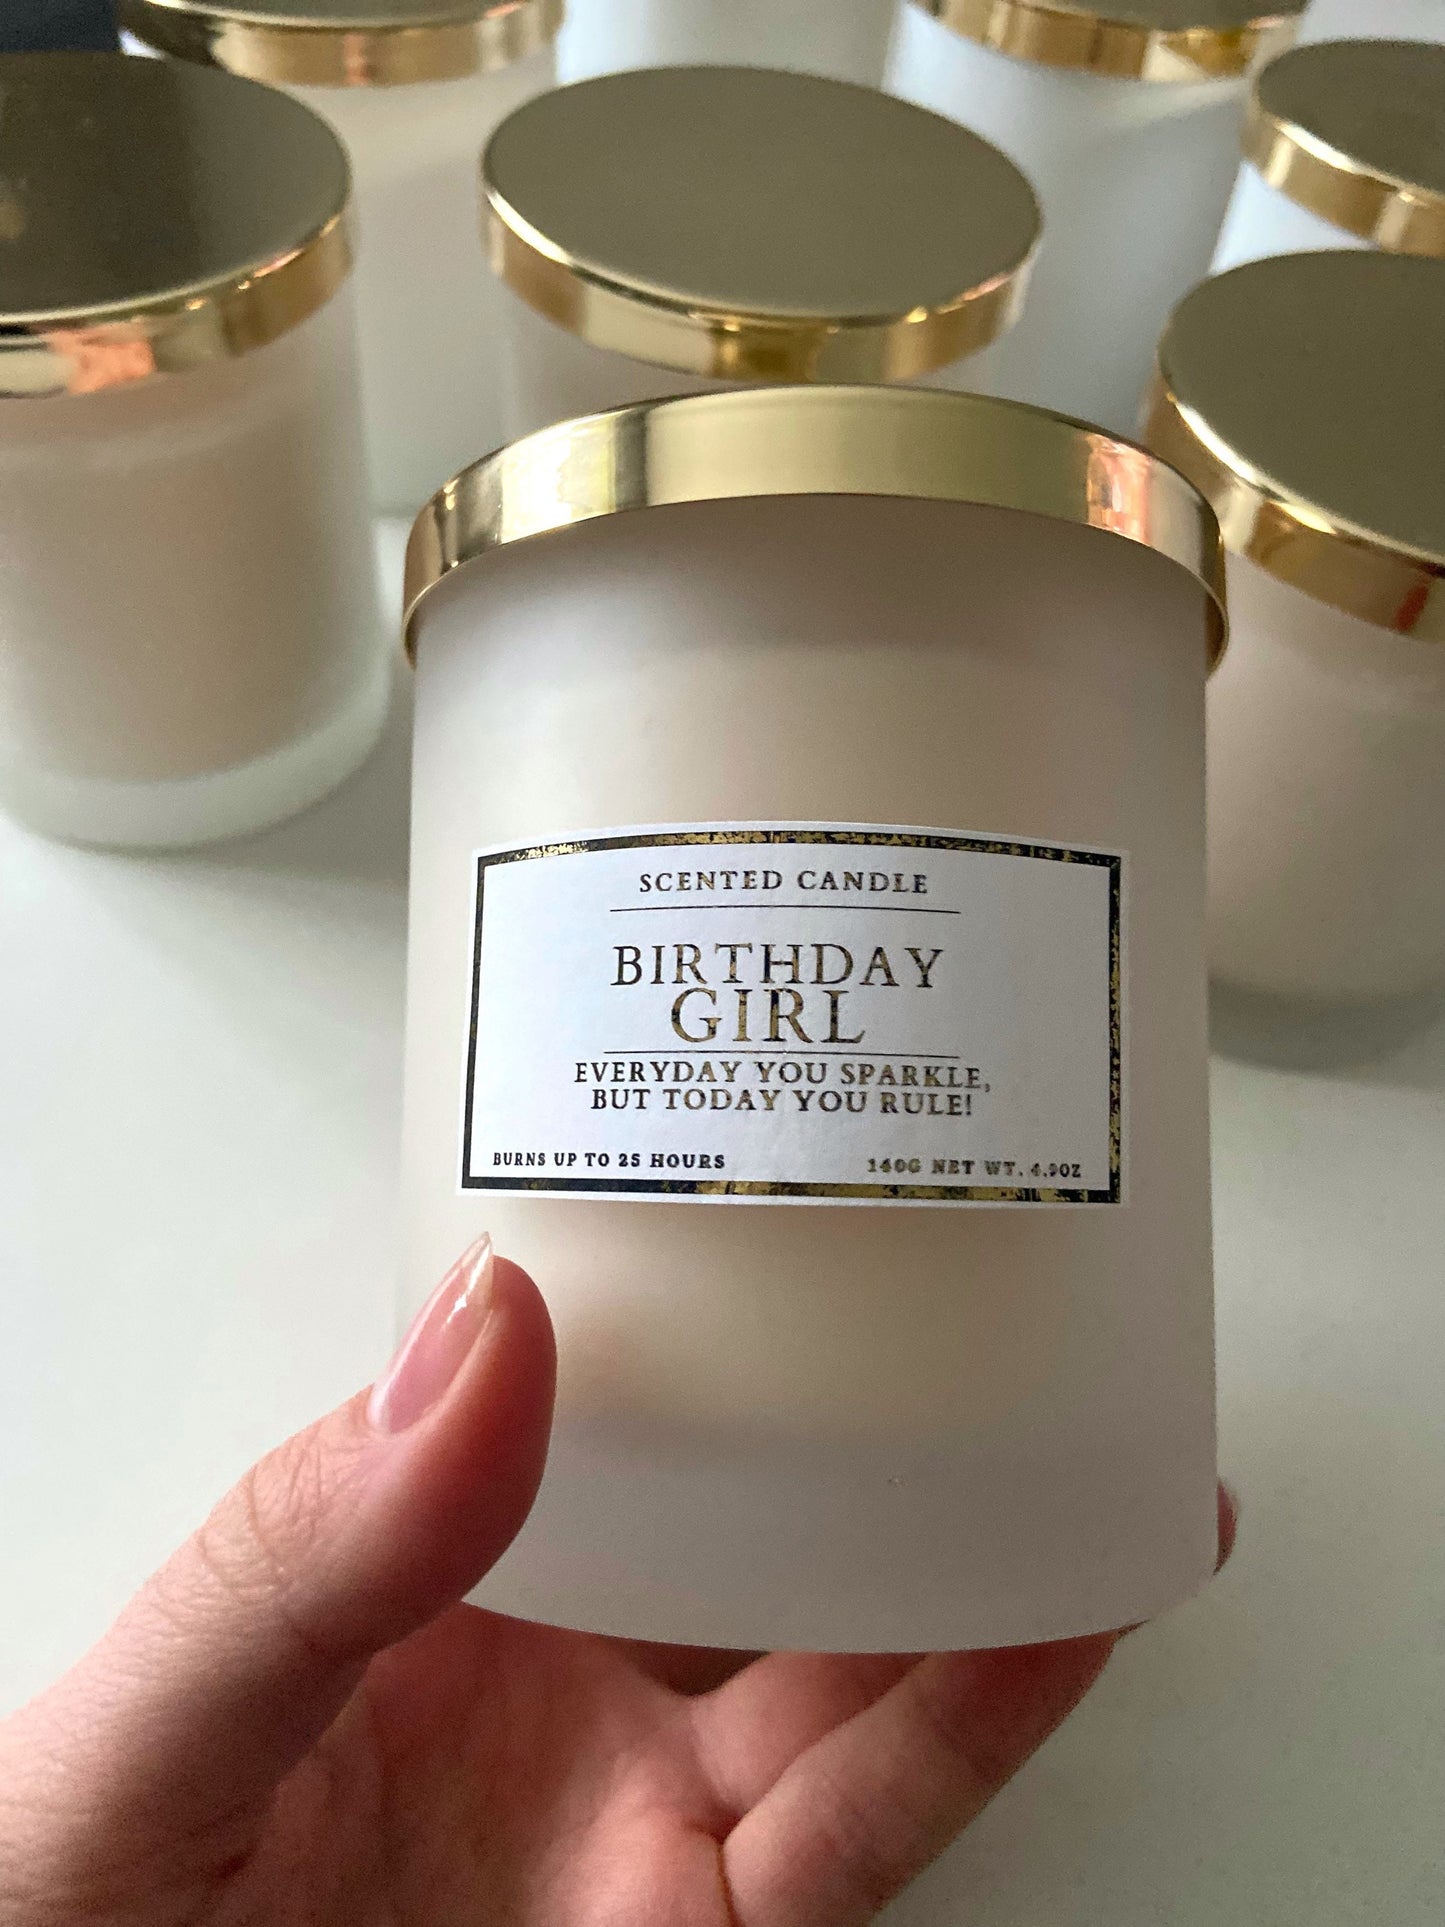 SCENTED CANDLE
BIRTHDAY
GIRL
EVERYDAY YOU SPARKLE,
BUT TODAY YOU RULE!
BURNS UP TO 25 HOURS
140G NET WT. 4.9OZ